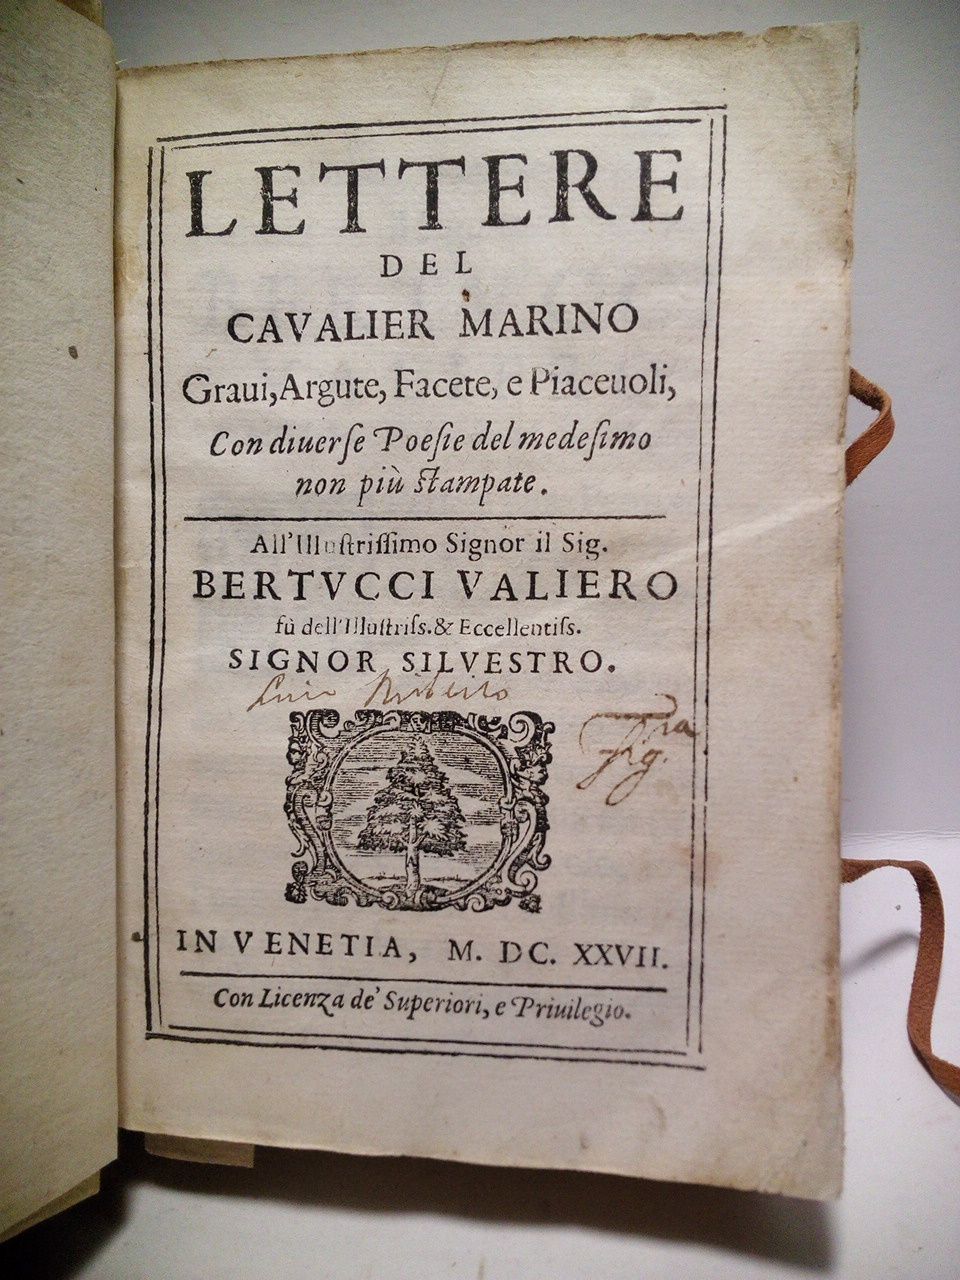 LETTERE
DEL
CAVALIER MARINO
Graui, Argute, Facete, e Piaceuoli,
Con diuerſe Poeſie del medeſimo
non più ſtampate.
All'Illuſtriſſimo Signor il Sig.
BERTVCCI VALIERO
fù dell'Illuſtriſs. & Eccellentiſs.
SIGNOR SILVESTRO.
IN VENETIA, M. DC. XXVII.
Con Licenza de' Superiori, e Priuilegio.